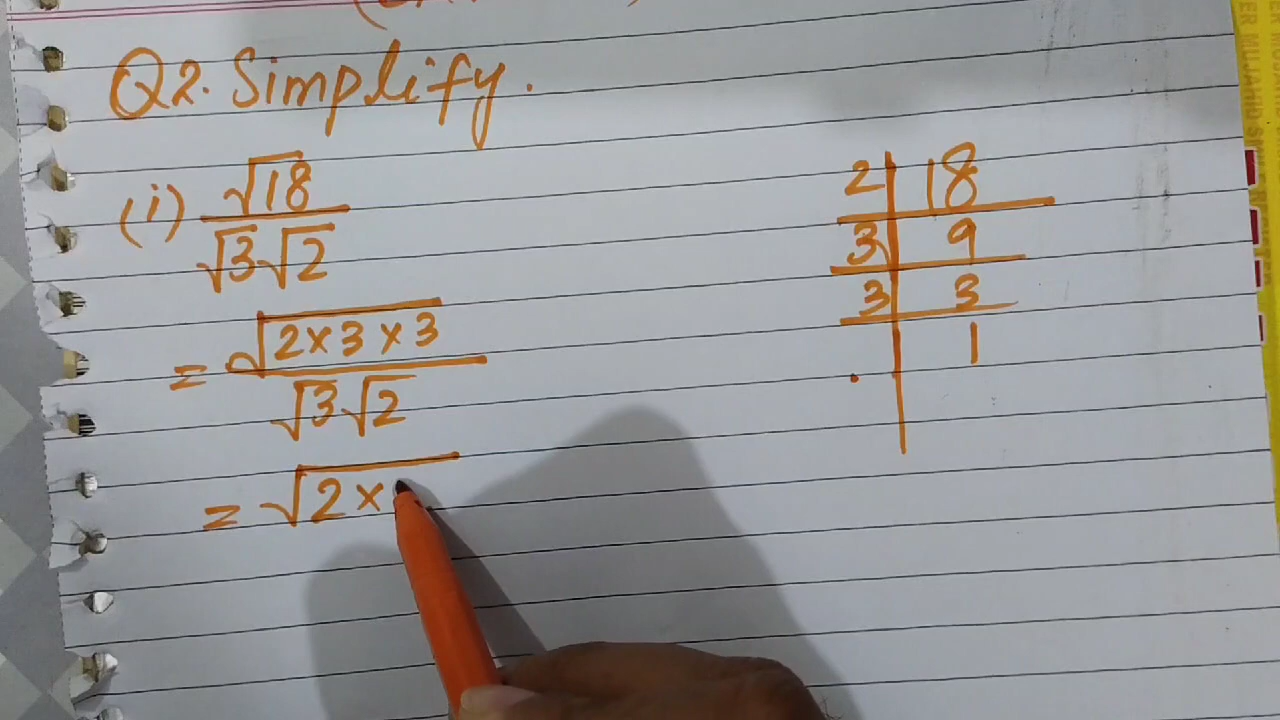 Q2. Simplify.
(i) √18 / √3 √2
= √2×3×3 / √3 √2
= √2×
2 | 18
3 | 9
3 | 3
1